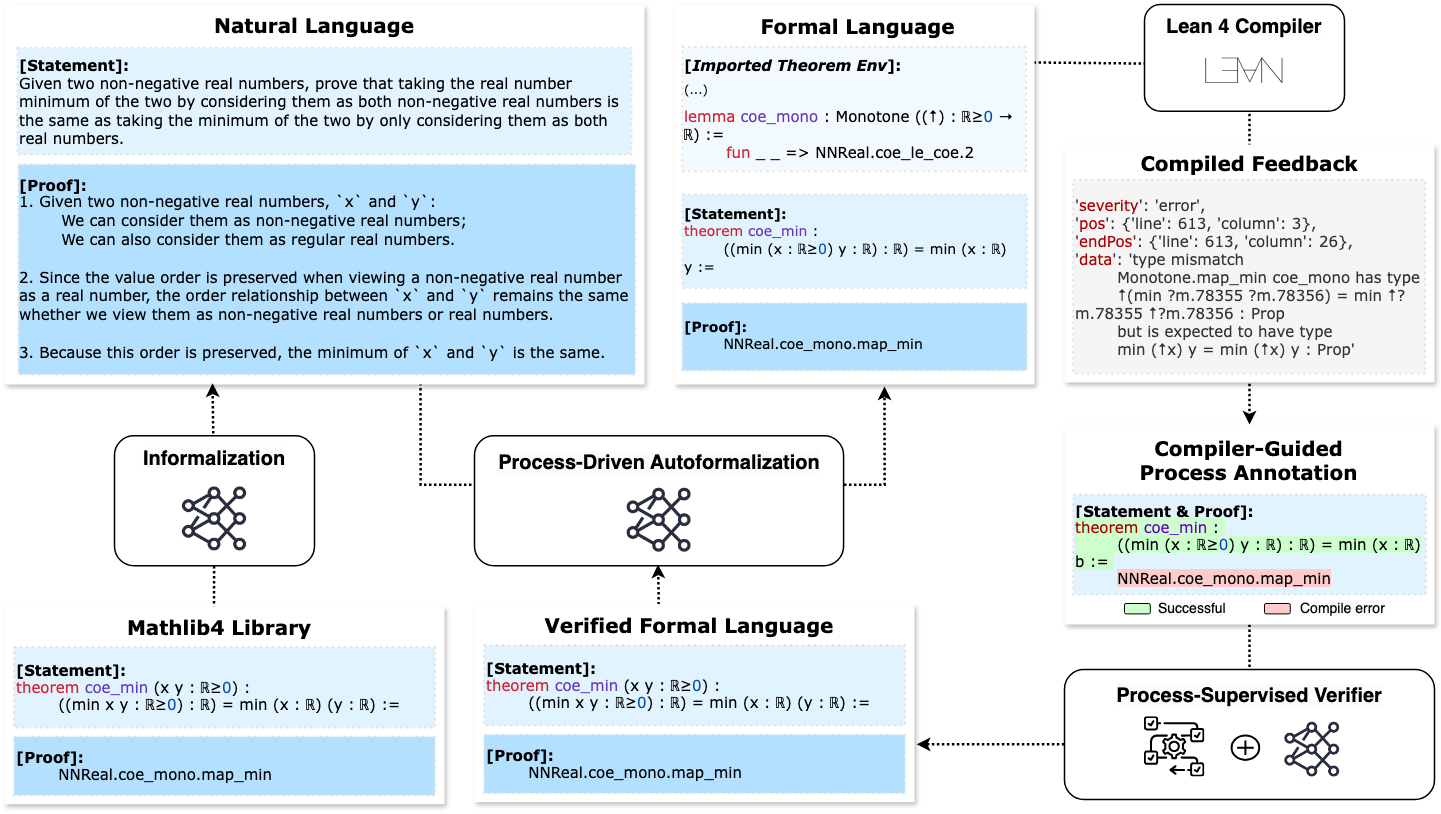 Natural Language
[Statement]:
Given two non-negative real numbers, prove that taking the real number
minimum of the two by considering them as both non-negative real numbers is
the same as taking the minimum of the two by only considering them as both
real numbers.
[Proof]:
1. Given two non-negative real numbers, `x` and `y`:
We can consider them as non-negative real numbers;
We can also consider them as regular real numbers.
2. Since the value order is preserved when viewing a non-negative real number
as a real number, the order relationship between `x` and `y` remains the same
whether we view them as non-negative real numbers or real numbers.
3. Because this order is preserved, the minimum of `x` and `y` is the same.
Formal Language
[Imported Theorem Env]:
(...)
lemma coe_mono : Monotone ((↑) : ℝ≥0 →
ℝ) :=
fun _ _ => NNReal.coe_le_coe.2
[Statement]:
theorem coe_min :
((min (x : ℝ≥0) y : ℝ) : ℝ) = min (x : ℝ)
y :=
[Proof]:
NNReal.coe_mono.map_min
Lean 4 Compiler
L∃∀N
Compiled Feedback
'severity': 'error',
'pos': {'line': 613, 'column': 3},
'endPos': {'line': 613, 'column': 26},
'data': 'type mismatch
Monotone.map_min coe_mono has type
↑(min ?m.78355 ?m.78356) = min ↑?
m.78355 ↑?m.78356 : Prop
but is expected to have type
min (↑x) y = min (↑x) y : Prop'
Informalization
Process-Driven Autoformalization
Compiler-Guided
Process Annotation
[Statement & Proof]:
theorem coe_min :
((min (x : ℝ≥0) y : ℝ) : ℝ) = min (x : ℝ)
b :=
NNReal.coe_mono.map_min
Successful
Compile error
Mathlib4 Library
[Statement]:
theorem coe_min (x y : ℝ≥0) :
((min x y : ℝ≥0) : ℝ) = min (x : ℝ) (y : ℝ) :=
[Proof]:
NNReal.coe_mono.map_min
Verified Formal Language
[Statement]:
theorem coe_min (x y : ℝ≥0) :
((min x y : ℝ≥0) : ℝ) = min (x : ℝ) (y : ℝ) :=
[Proof]:
NNReal.coe_mono.map_min
Process-Supervised Verifier